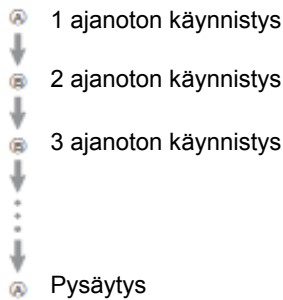 Ⓐ 1 ajanoton käynnistys
Ⓑ 2 ajanoton käynnistys
Ⓑ 3 ajanoton käynnistys
Ⓐ Pysäytys